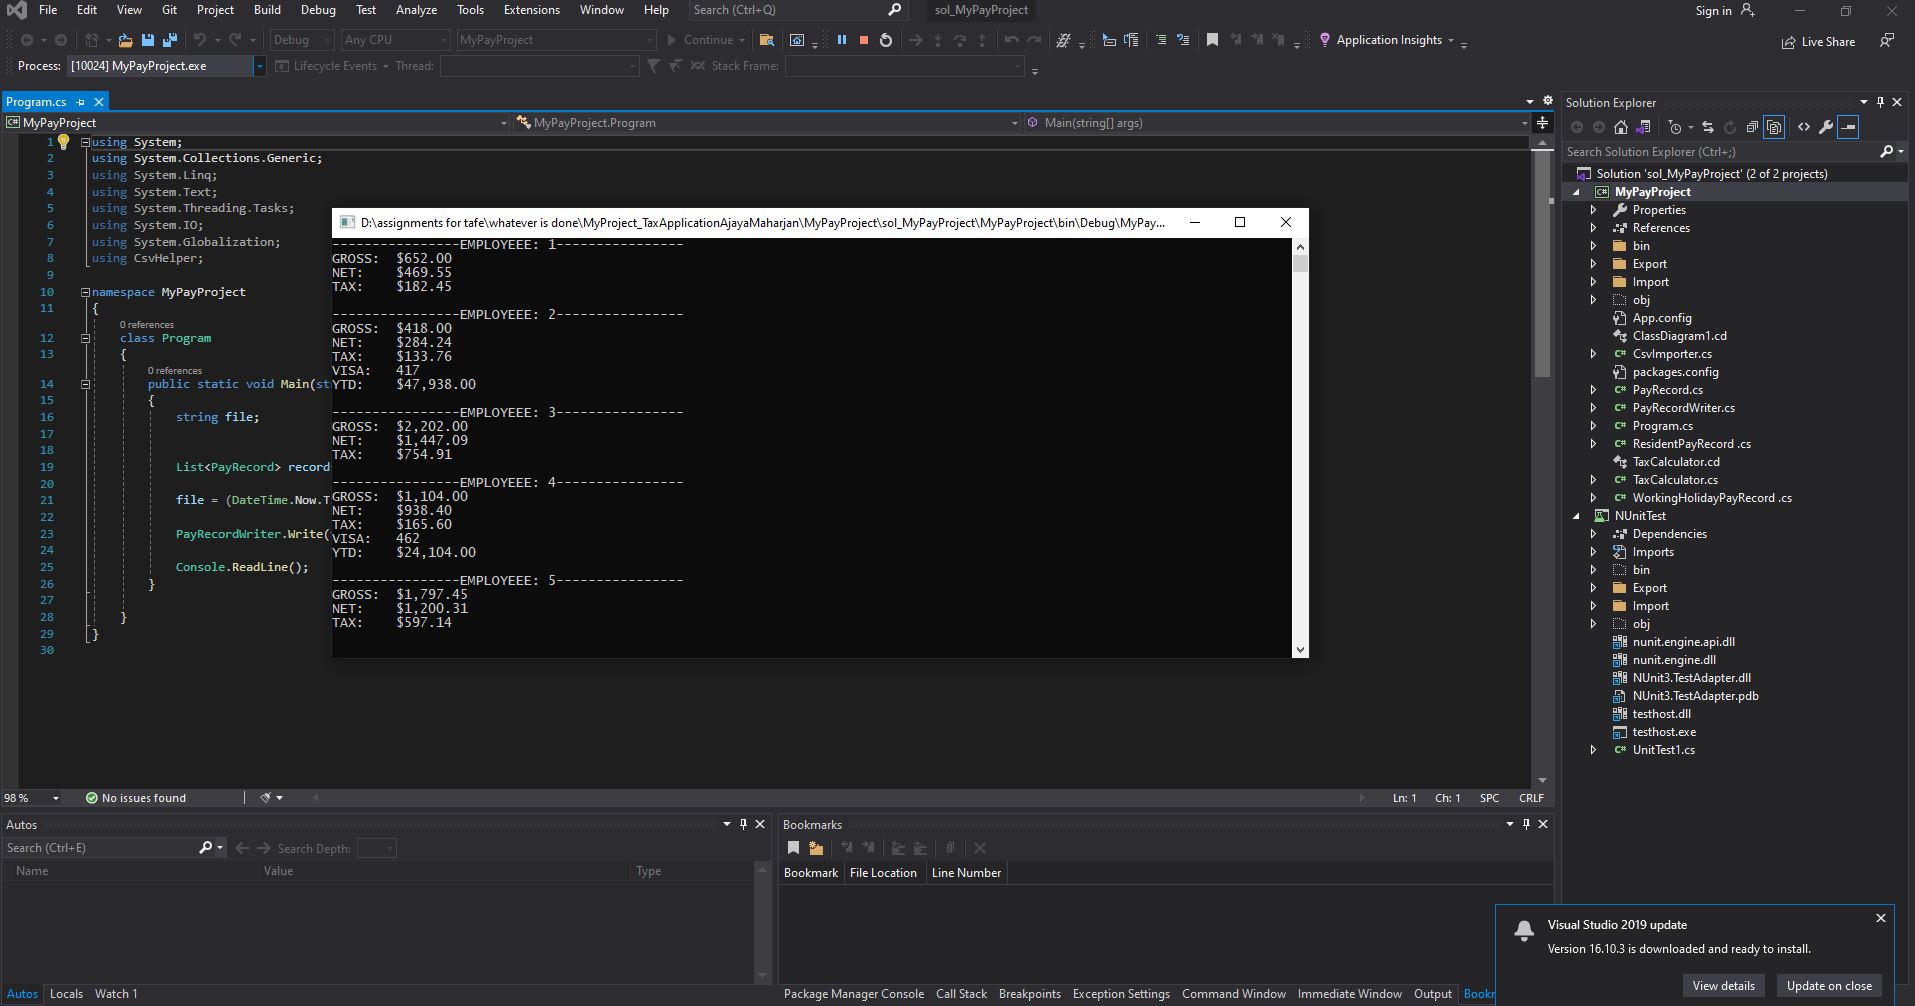 File Edit View Git Project Build Debug Test Analyze Tools Extensions Window Help Search (Ctrl+Q) sol_MyPayProject Sign in
Debug Any CPU MyPayProject Continue Application Insights Live Share
Process: [10024] MyPayProject.exe Lifecycle Events Thread: Stack Frame:
Program.cs
MyPayProject MyPayProject.Program Main(string[] args)
1 using System;
2 using System.Collections.Generic;
3 using System.Linq;
4 using System.Text;
5 using System.Threading.Tasks;
6 using System.IO;
7 using System.Globalization;
8 using CsvHelper;
9
10 namespace MyPayProject
11 {
0 references
12 class Program
13 {
0 references
14 public static void Main(st
15 {
16 string file;
17
18
19 List<PayRecord> record
20
21 file = (DateTime.Now.T
22
23 PayRecordWriter.Write(
24
25 Console.ReadLine();
26 }
27
28 }
29 }
30
D:\assignments for tafe\whatever is done\MyProject_TaxApplicationAjayaMaharjan\MyPayProject\sol_MyPayProject\MyPayProject\bin\Debug\MyPay...
----------------EMPLOYEEE: 1----------------
GROSS: $652.00
NET: $469.55
TAX: $182.45
----------------EMPLOYEEE: 2----------------
GROSS: $418.00
NET: $284.24
TAX: $133.76
VISA: 417
YTD: $47,938.00
----------------EMPLOYEEE: 3----------------
GROSS: $2,202.00
NET: $1,447.09
TAX: $754.91
----------------EMPLOYEEE: 4----------------
GROSS: $1,104.00
NET: $938.40
TAX: $165.60
VISA: 462
YTD: $24,104.00
----------------EMPLOYEEE: 5----------------
GROSS: $1,797.45
NET: $1,200.31
TAX: $597.14
98 % No issues found Ln: 1 Ch: 1 SPC CRLF
Solution Explorer
Search Solution Explorer (Ctrl+;)
Solution 'sol_MyPayProject' (2 of 2 projects)
MyPayProject
Properties
References
bin
Export
Import
obj
App.config
ClassDiagram1.cd
CsvImporter.cs
packages.config
PayRecord.cs
PayRecordWriter.cs
Program.cs
ResidentPayRecord .cs
TaxCalculator.cd
TaxCalculator.cs
WorkingHolidayPayRecord .cs
NUnitTest
Dependencies
Imports
bin
Export
Import
obj
nunit.engine.api.dll
nunit.engine.dll
NUnit3.TestAdapter.dll
NUnit3.TestAdapter.pdb
testhost.dll
testhost.exe
UnitTest1.cs
Autos
Search (Ctrl+E) Search Depth:
Name Value Type
Autos Locals Watch 1
Bookmarks
Bookmark File Location Line Number
Package Manager Console Call Stack Breakpoints Exception Settings Command Window Immediate Window Output Bookr
Visual Studio 2019 update
Version 16.10.3 is downloaded and ready to install.
View details Update on close